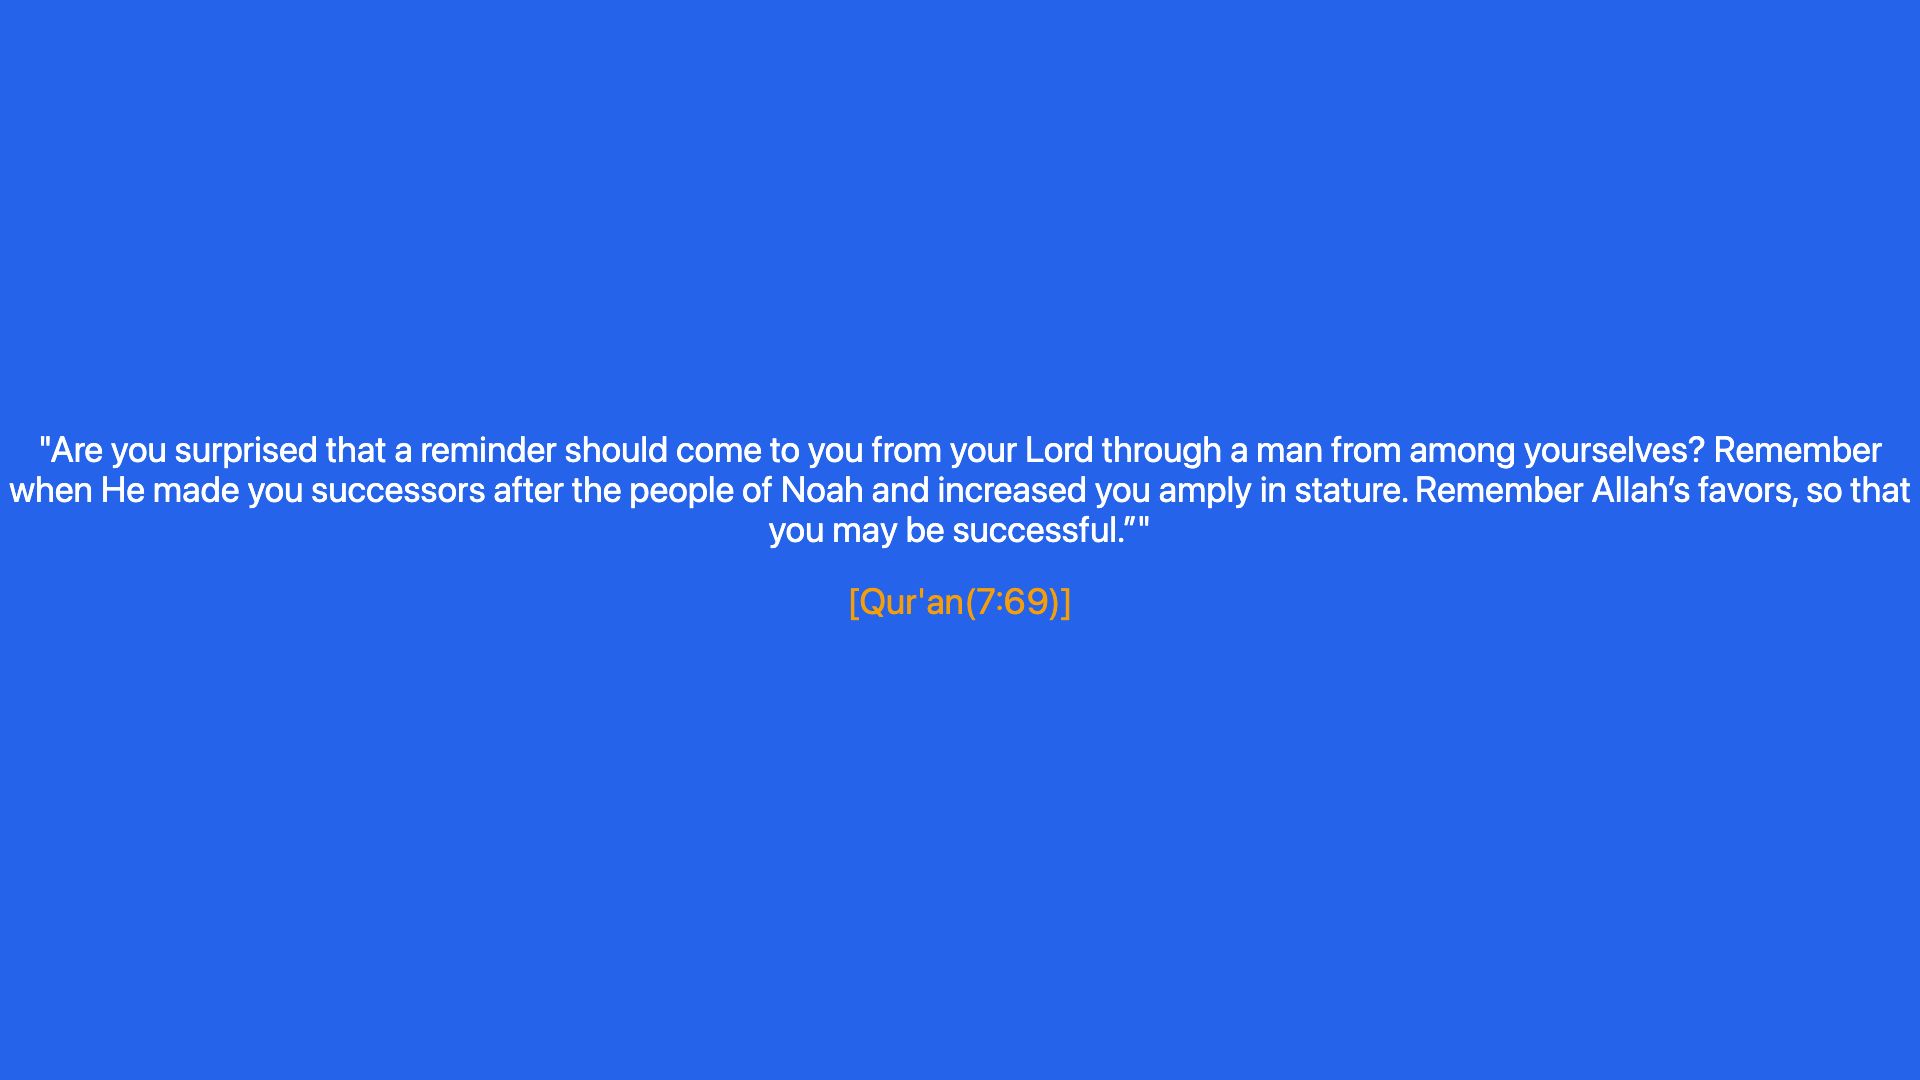 "Are you surprised that a reminder should come to you from your Lord through a man from among yourselves? Remember
when He made you successors after the people of Noah and increased you amply in stature. Remember Allah’s favors, so that
you may be successful.”"
[Qur'an(7:69)]